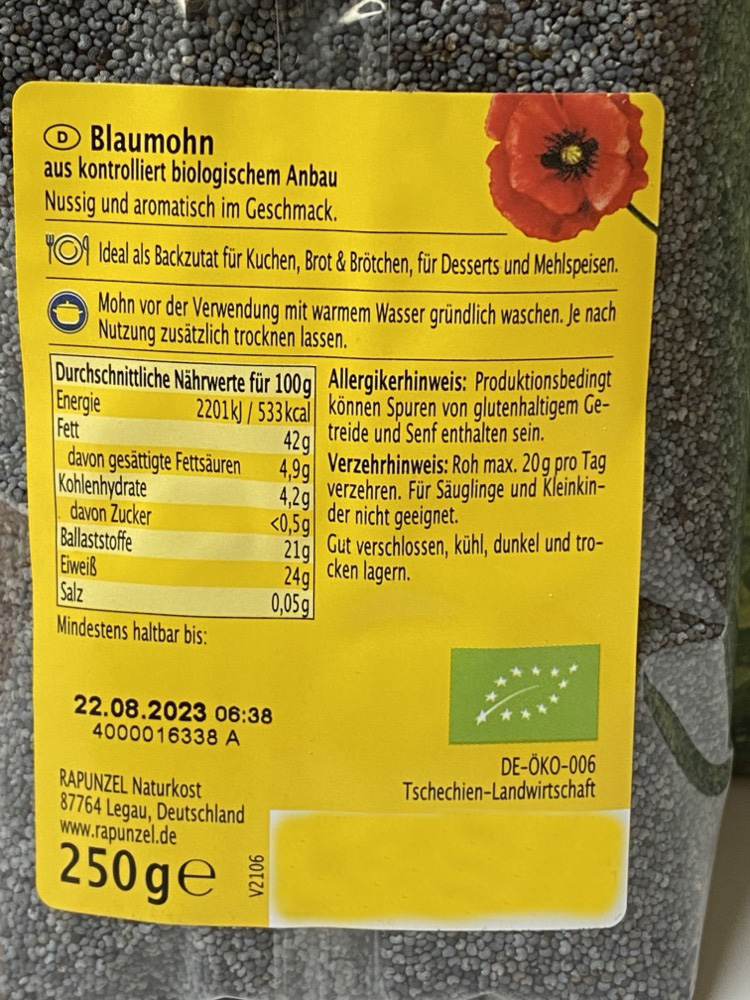 D Blaumohn
aus kontrolliert biologischem Anbau
Nussig und aromatisch im Geschmack.
Ideal als Backzutat für Kuchen, Brot & Brötchen, für Desserts und Mehlspeisen.
Mohn vor der Verwendung mit warmem Wasser gründlich waschen. Je nach
Nutzung zusätzlich trocknen lassen.
Durchschnittliche Nährwerte für 100g
Energie 2201kJ / 533kcal
Fett 42g
davon gesättigte Fettsäuren 4,9g
Kohlenhydrate 4,2g
davon Zucker <0,5g
Ballaststoffe 21g
Eiweiß 24g
Salz 0,05g
Allergikerhinweis: Produktionsbedingt
können Spuren von glutenhaltigem Ge-
treide und Senf enthalten sein.
Verzehrhinweis: Roh max. 20g pro Tag
verzehren. Für Säuglinge und Kleinkin-
der nicht geeignet.
Gut verschlossen, kühl, dunkel und tro-
cken lagern.
Mindestens haltbar bis:
22.08.2023 06:38
4000016338 A
DE-ÖKO-006
Tschechien-Landwirtschaft
RAPUNZEL Naturkost
87764 Legau, Deutschland
www.rapunzel.de
250g e
V2106